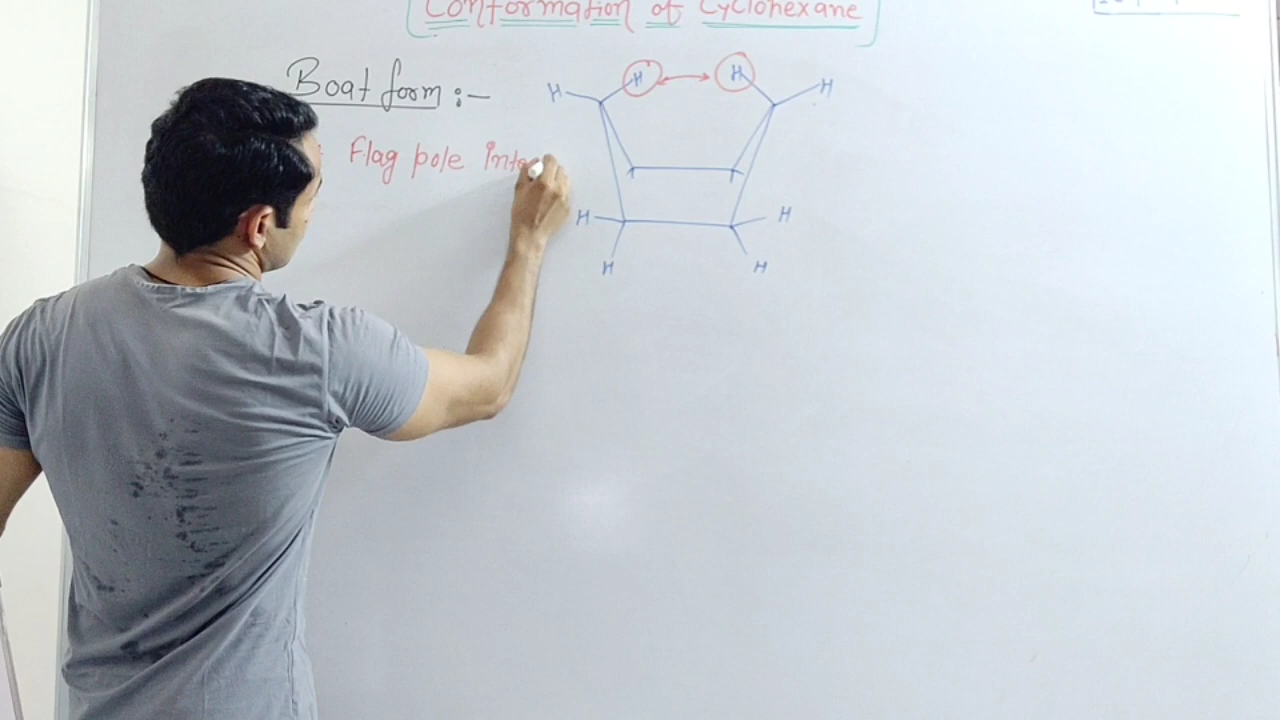 Conformation of Cyclohexane
Boat form :-
Flag pole Inte
H H H H
H H
H H